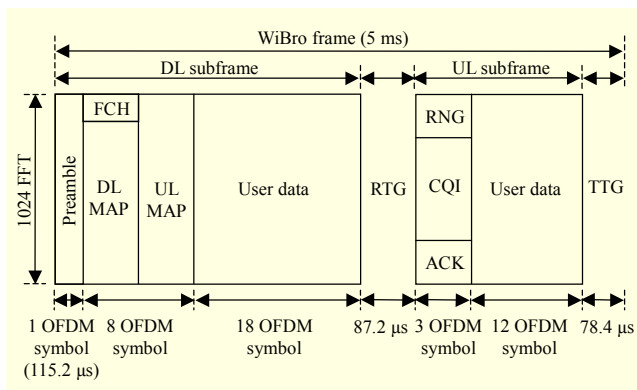 WiBro frame (5 ms)
DL subframe
UL subframe
1024 FFT
Preamble
FCH
DL
MAP
UL
MAP
User data
RTG
RNG
CQI
ACK
User data
TTG
1 OFDM
symbol
(115.2 μs)
8 OFDM
symbol
18 OFDM
symbol
87.2 μs
3 OFDM
symbol
12 OFDM
symbol
78.4 μs